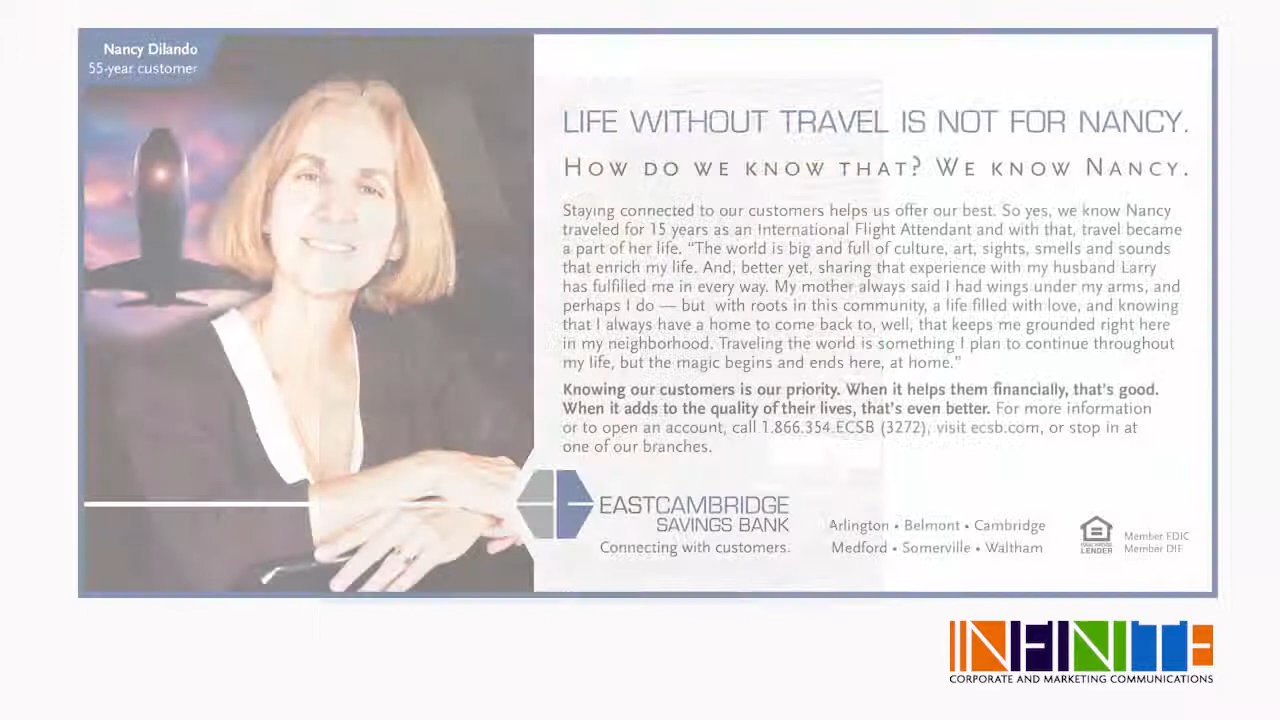 Nancy Dilando
55-year customer
LIFE WITHOUT TRAVEL IS NOT FOR NANCY.
HOW DO WE KNOW THAT? WE KNOW NANCY.
Staying connected to our customers helps us offer our best. So yes, we know Nancy
traveled for 15 years as an International Flight Attendant and with that, travel became
a part of her life. “The world is big and full of culture, art, sights, smells and sounds
that enrich my life. And, better yet, sharing that experience with my husband Larry
has fulfilled me in every way. My mother always said I had wings under my arms, and
perhaps I do — but with roots in this community, a life filled with love, and knowing
that I always have a home to come back to, well, that keeps me grounded right here
in my neighborhood. Traveling the world is something I plan to continue throughout
my life, but the magic begins and ends here, at home.”
Knowing our customers is our priority. When it helps them financially, that's good.
When it adds to the quality of their lives, that's even better. For more information
or to open an account, call 1.866.354.ECSB (3272), visit ecsb.com, or stop in at
one of our branches.
EASTCAMBRIDGE
SAVINGS BANK
Connecting with customers.
Arlington • Belmont • Cambridge
Medford • Somerville • Waltham
LENDER
Member FDIC
Member DIF
INFINITE
CORPORATE AND MARKETING COMMUNICATIONS